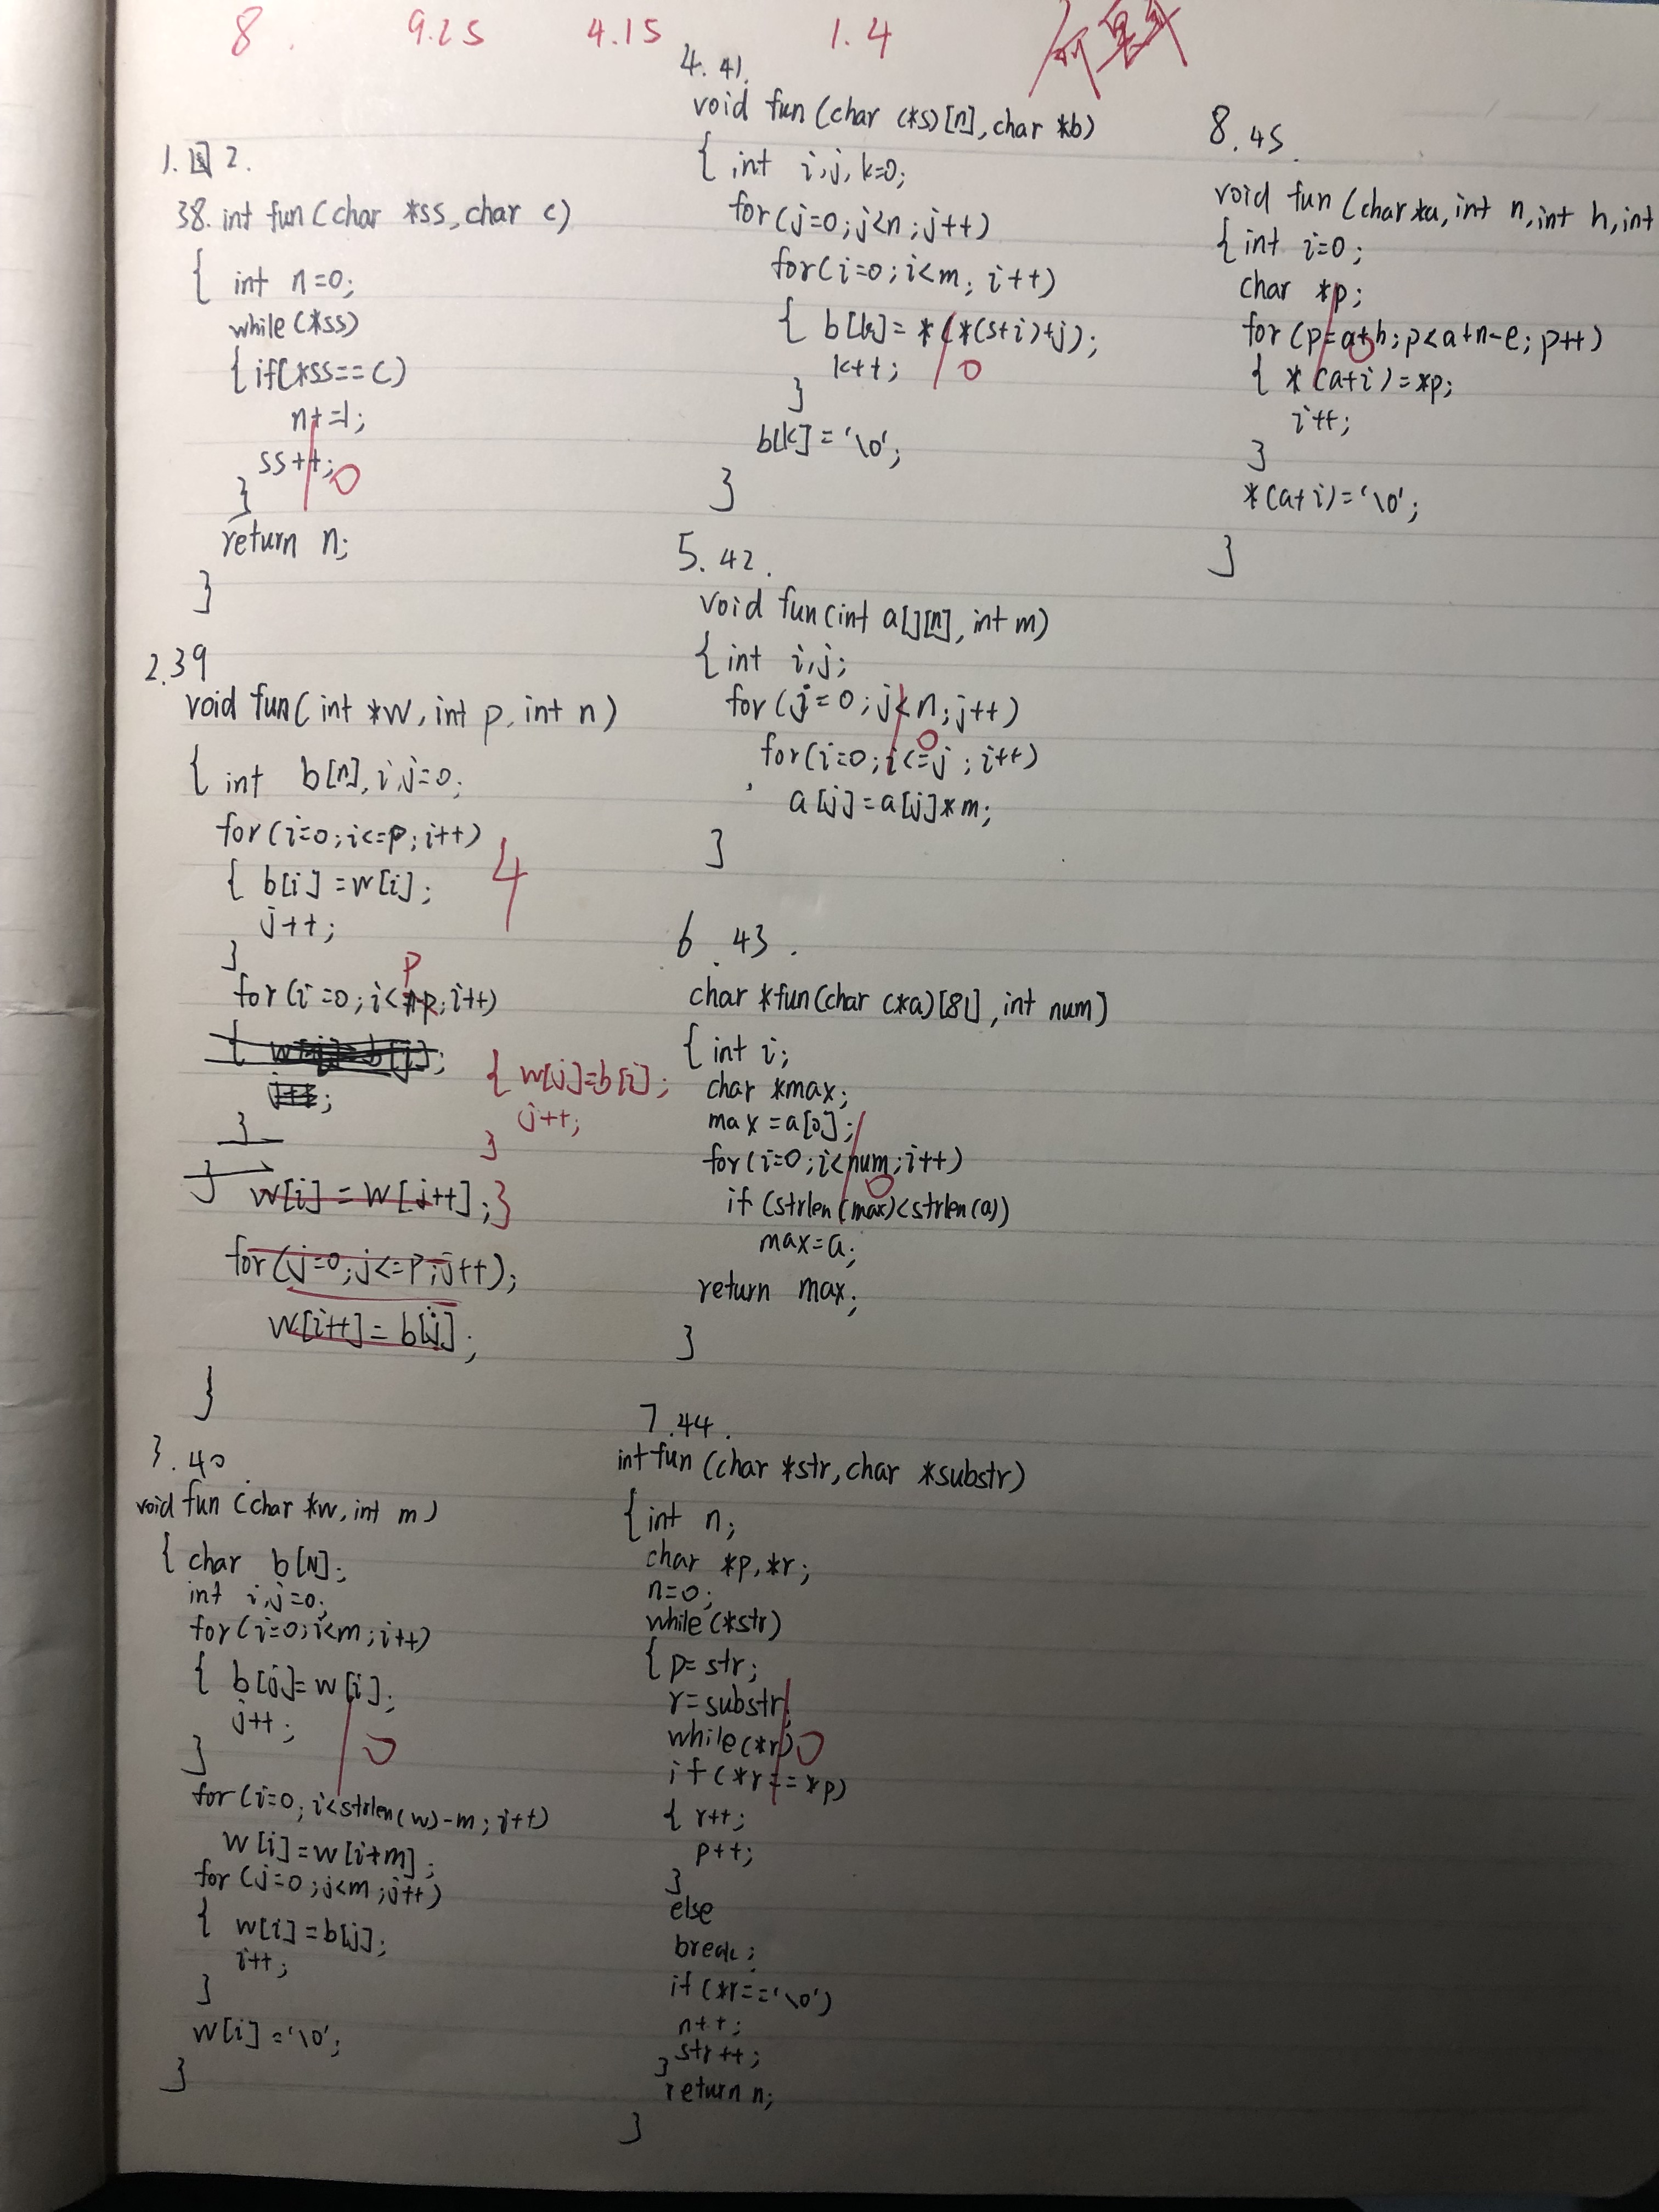 8. 9.25 4.15 1.4
1. 2.
38. int fun(char *ss, char c)
{ int n=0;
while(*ss)
{ if(*ss==c)
n+=1;
ss++;
}
0
return n;
}
2.39
void fun(int *w, int p, int n)
{ int b[n], i,j=0;
for(i=0;i<=p;i++)
{ b[i]=w[i];
j++;
}
4
p
for(i=0;i<np;i++)
{ w[j]=b[i];
j++;
}
w[i]=w[j++];}
for(j=0;j<=p;j++);
w[i++]=b[j];
}
3.40
void fun(char *w, int m)
{ char b[N];
int i,j=0;
for(i=0;i<m;i++)
{ b[j]=w[i];
j++;
}
0
for(i=0;i<strlen(w)-m;i++)
w[i]=w[i+m];
for(j=0;j<m;j++)
{ w[i]=b[j];
i++;
}
w[i]='\0';
}
4. 41.
void fun(char (*s)[n], char *b)
{ int i,j,k=0;
for(j=0;j<n;j++)
for(i=0;i<m;i++)
{ b[k]=*(*(s+i)+j);
k++;
0
}
b[k]='\0';
}
5.42.
void fun(int a[][n], int m)
{ int i,j;
for(j=0;j<n;j++)
0
for(i=0;i<=j;i++)
a[j]=a[j]*m;
}
6.43.
char *fun(char (*a)[81], int num)
{ int i;
char *max;
max=a[0];
for(i=0;i<num;i++)
0
if(strlen(max)<strlen(a))
max=a;
return max;
}
7.44.
int fun(char *str, char *substr)
{ int n;
char *p,*r;
n=0;
while(*str)
{ p=str;
r=substr;
while(*r)
0
if(*r==*p)
{ r++;
p++;
}
else
break;
if(*r=='\0')
n++;
str++;
}
return n;
}
8.45.
void fun(char *a, int n, int h, int
{ int i=0;
char *p;
for(p=a+h;p<a+n-e;p++)
0
{ *(a+i)=*p;
i++;
}
*(a+i)='\0';
}